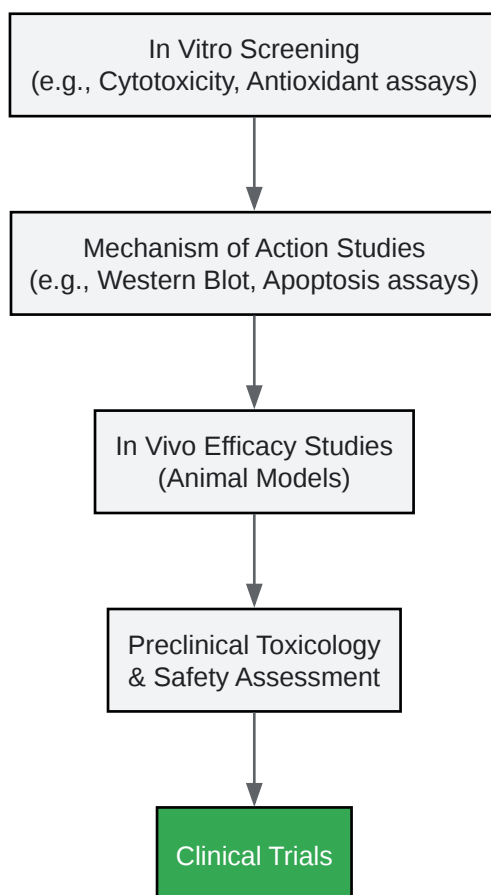 In Vitro Screening
(e.g., Cytotoxicity, Antioxidant assays)
Mechanism of Action Studies
(e.g., Western Blot, Apoptosis assays)
In Vivo Efficacy Studies
(Animal Models)
Preclinical Toxicology
& Safety Assessment
Clinical Trials